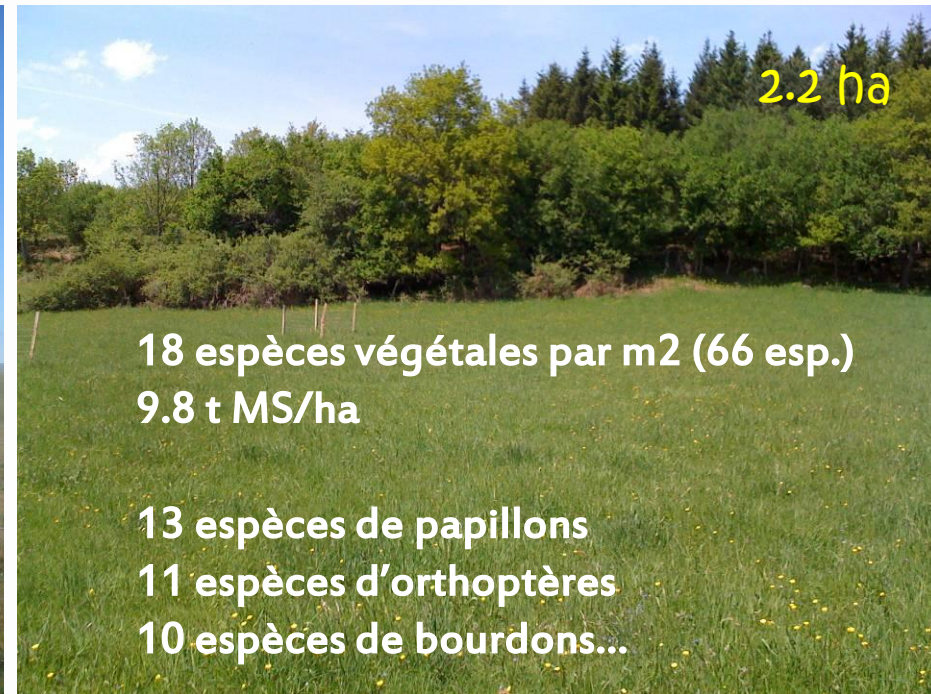 2.2 ha
18 espèces végétales par m2 (66 esp.)
9.8 t MS/ha
13 espèces de papillons
11 espèces d'orthoptères
10 espèces de bourdons...